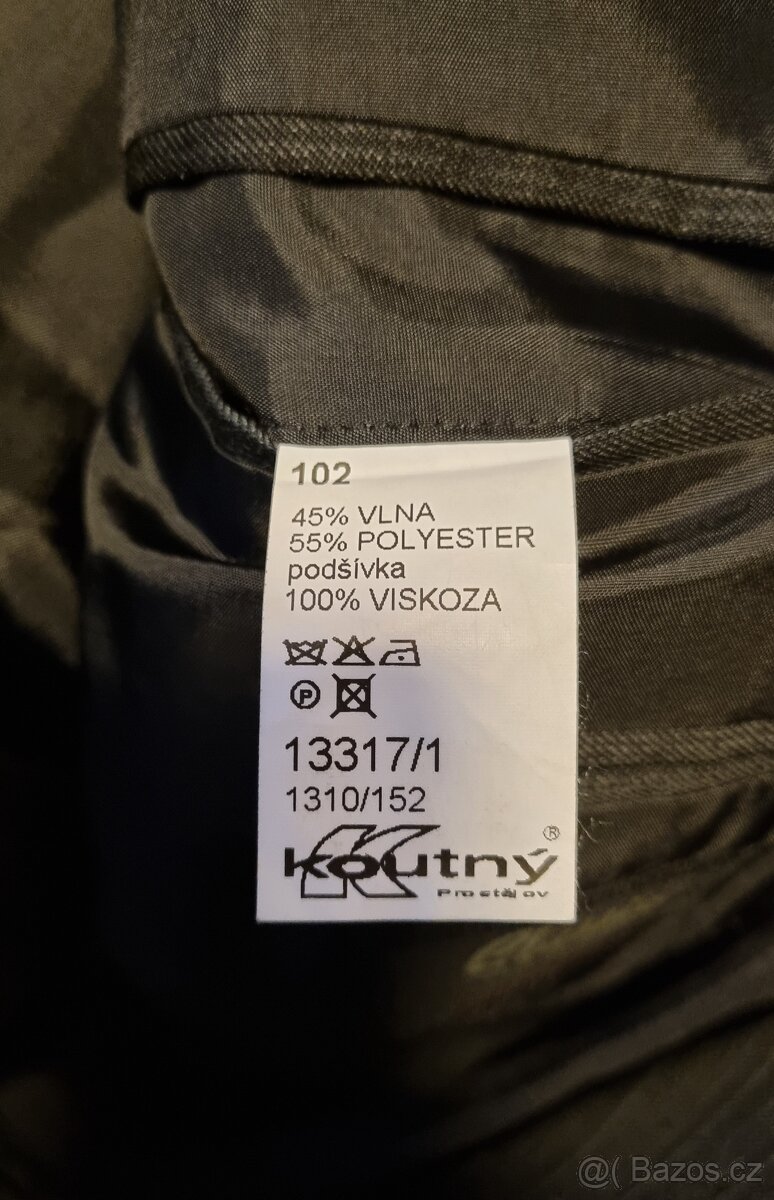 102
45% VLNA
55% POLYESTER
podšívka
100% VISKOZA
P
13317/1
1310/152
koutný ®
Prostějov
@( Bazos.cz